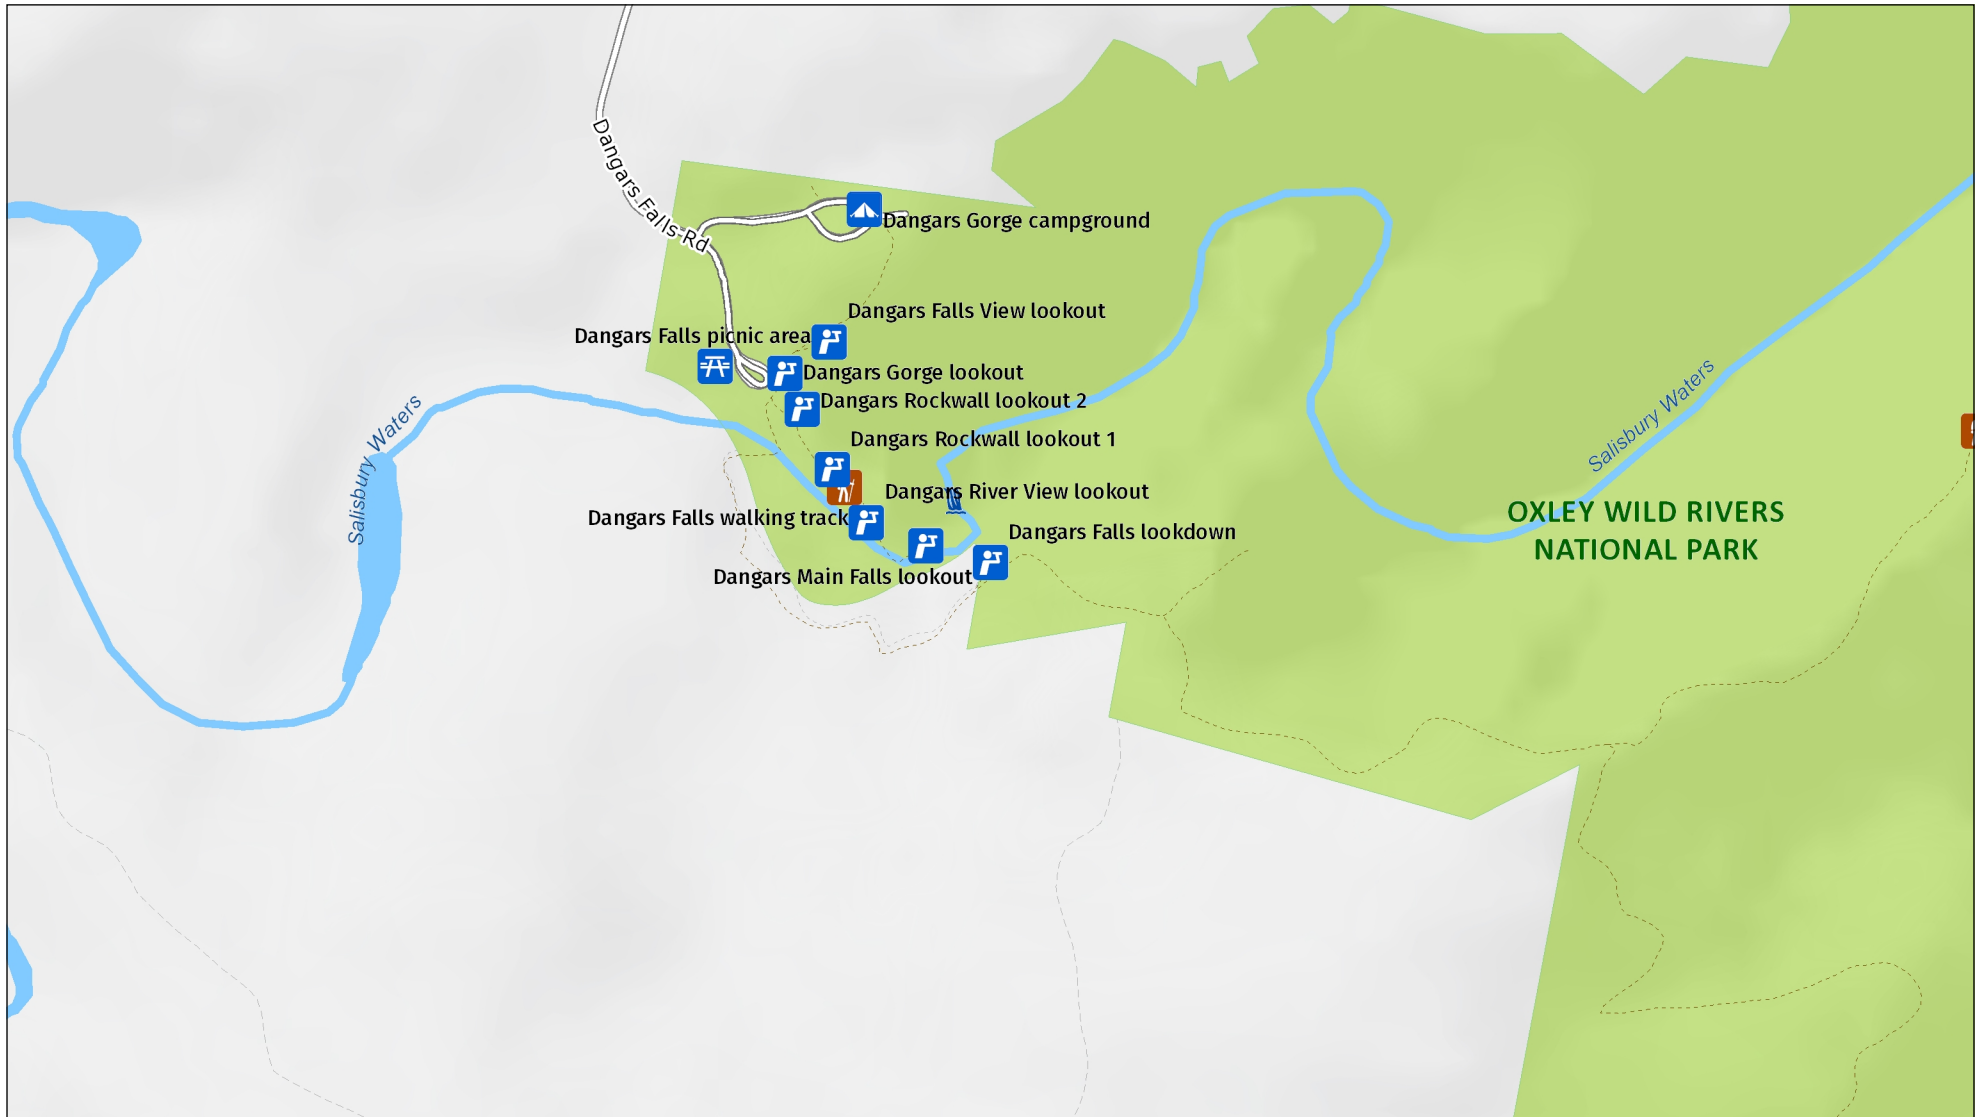 Dangars Falls Rd
Dangars Gorge campground
Dangars Falls View lookout
Dangars Falls picnic area
Dangars Gorge lookout
Dangars Rockwall lookout 2
Salisbury Waters
Salisbury Waters
Dangars Rockwall lookout 1
Dangars River View lookout
Dangars Falls walking track
OXLEY WILD RIVERS
NATIONAL PARK
Dangars Falls lookdown
Dangars Main Falls lookout